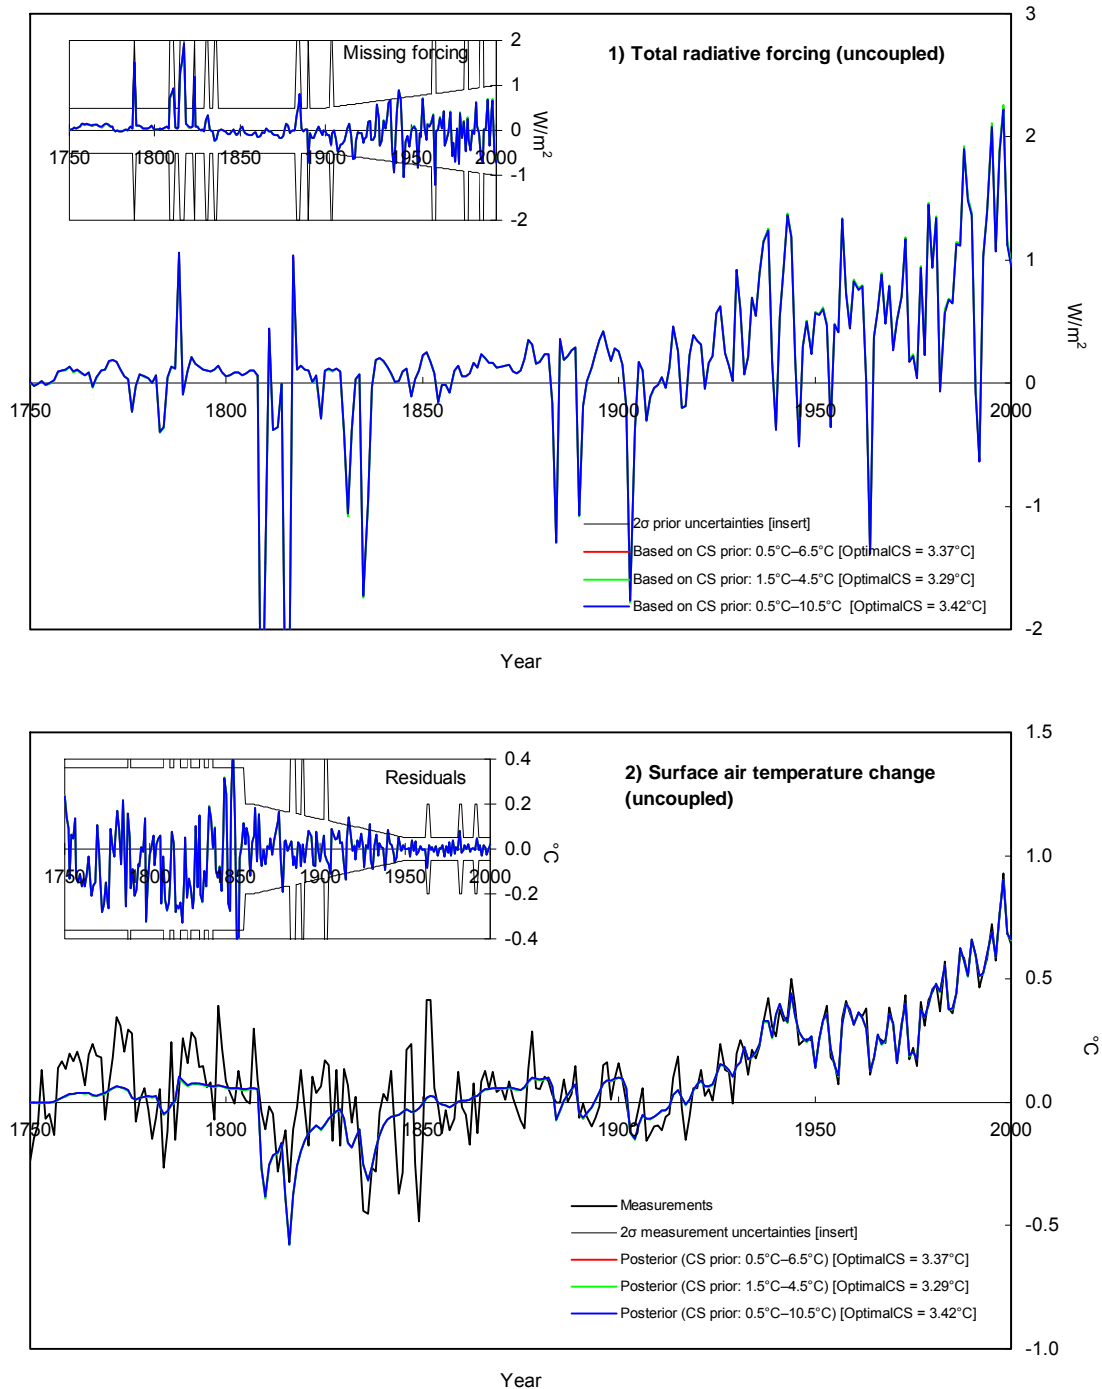 3
Missing forcing
2
1) Total radiative forcing (uncoupled)
1
W/m2
0
1750
1800
1850
1900
1950
2000
-1
-2
2
1
W/m2
0
1750
1800
1850
1900
1950
2000
-1
2σ prior uncertainties [insert]
Based on CS prior: 0.5°C–6.5°C [OptimalCS = 3.37°C]
Based on CS prior: 1.5°C–4.5°C [OptimalCS = 3.29°C]
Based on CS prior: 0.5°C–10.5°C [OptimalCS = 3.42°C]
-2
Year
1.5
Residuals
0.4
2) Surface air temperature change
(uncoupled)
0.2
0.0
°C
1750
1800
1850
1900
1950
2000
-0.2
-0.4
1.0
0.5
°C
0.0
1750
1800
1850
1900
1950
2000
Measurements
-0.5
2σ measurement uncertainties [insert]
Posterior (CS prior: 0.5°C–6.5°C) [OptimalCS = 3.37°C]
Posterior (CS prior: 1.5°C–4.5°C) [OptimalCS = 3.29°C]
Posterior (CS prior: 0.5°C–10.5°C) [OptimalCS = 3.42°C]
-1.0
Year